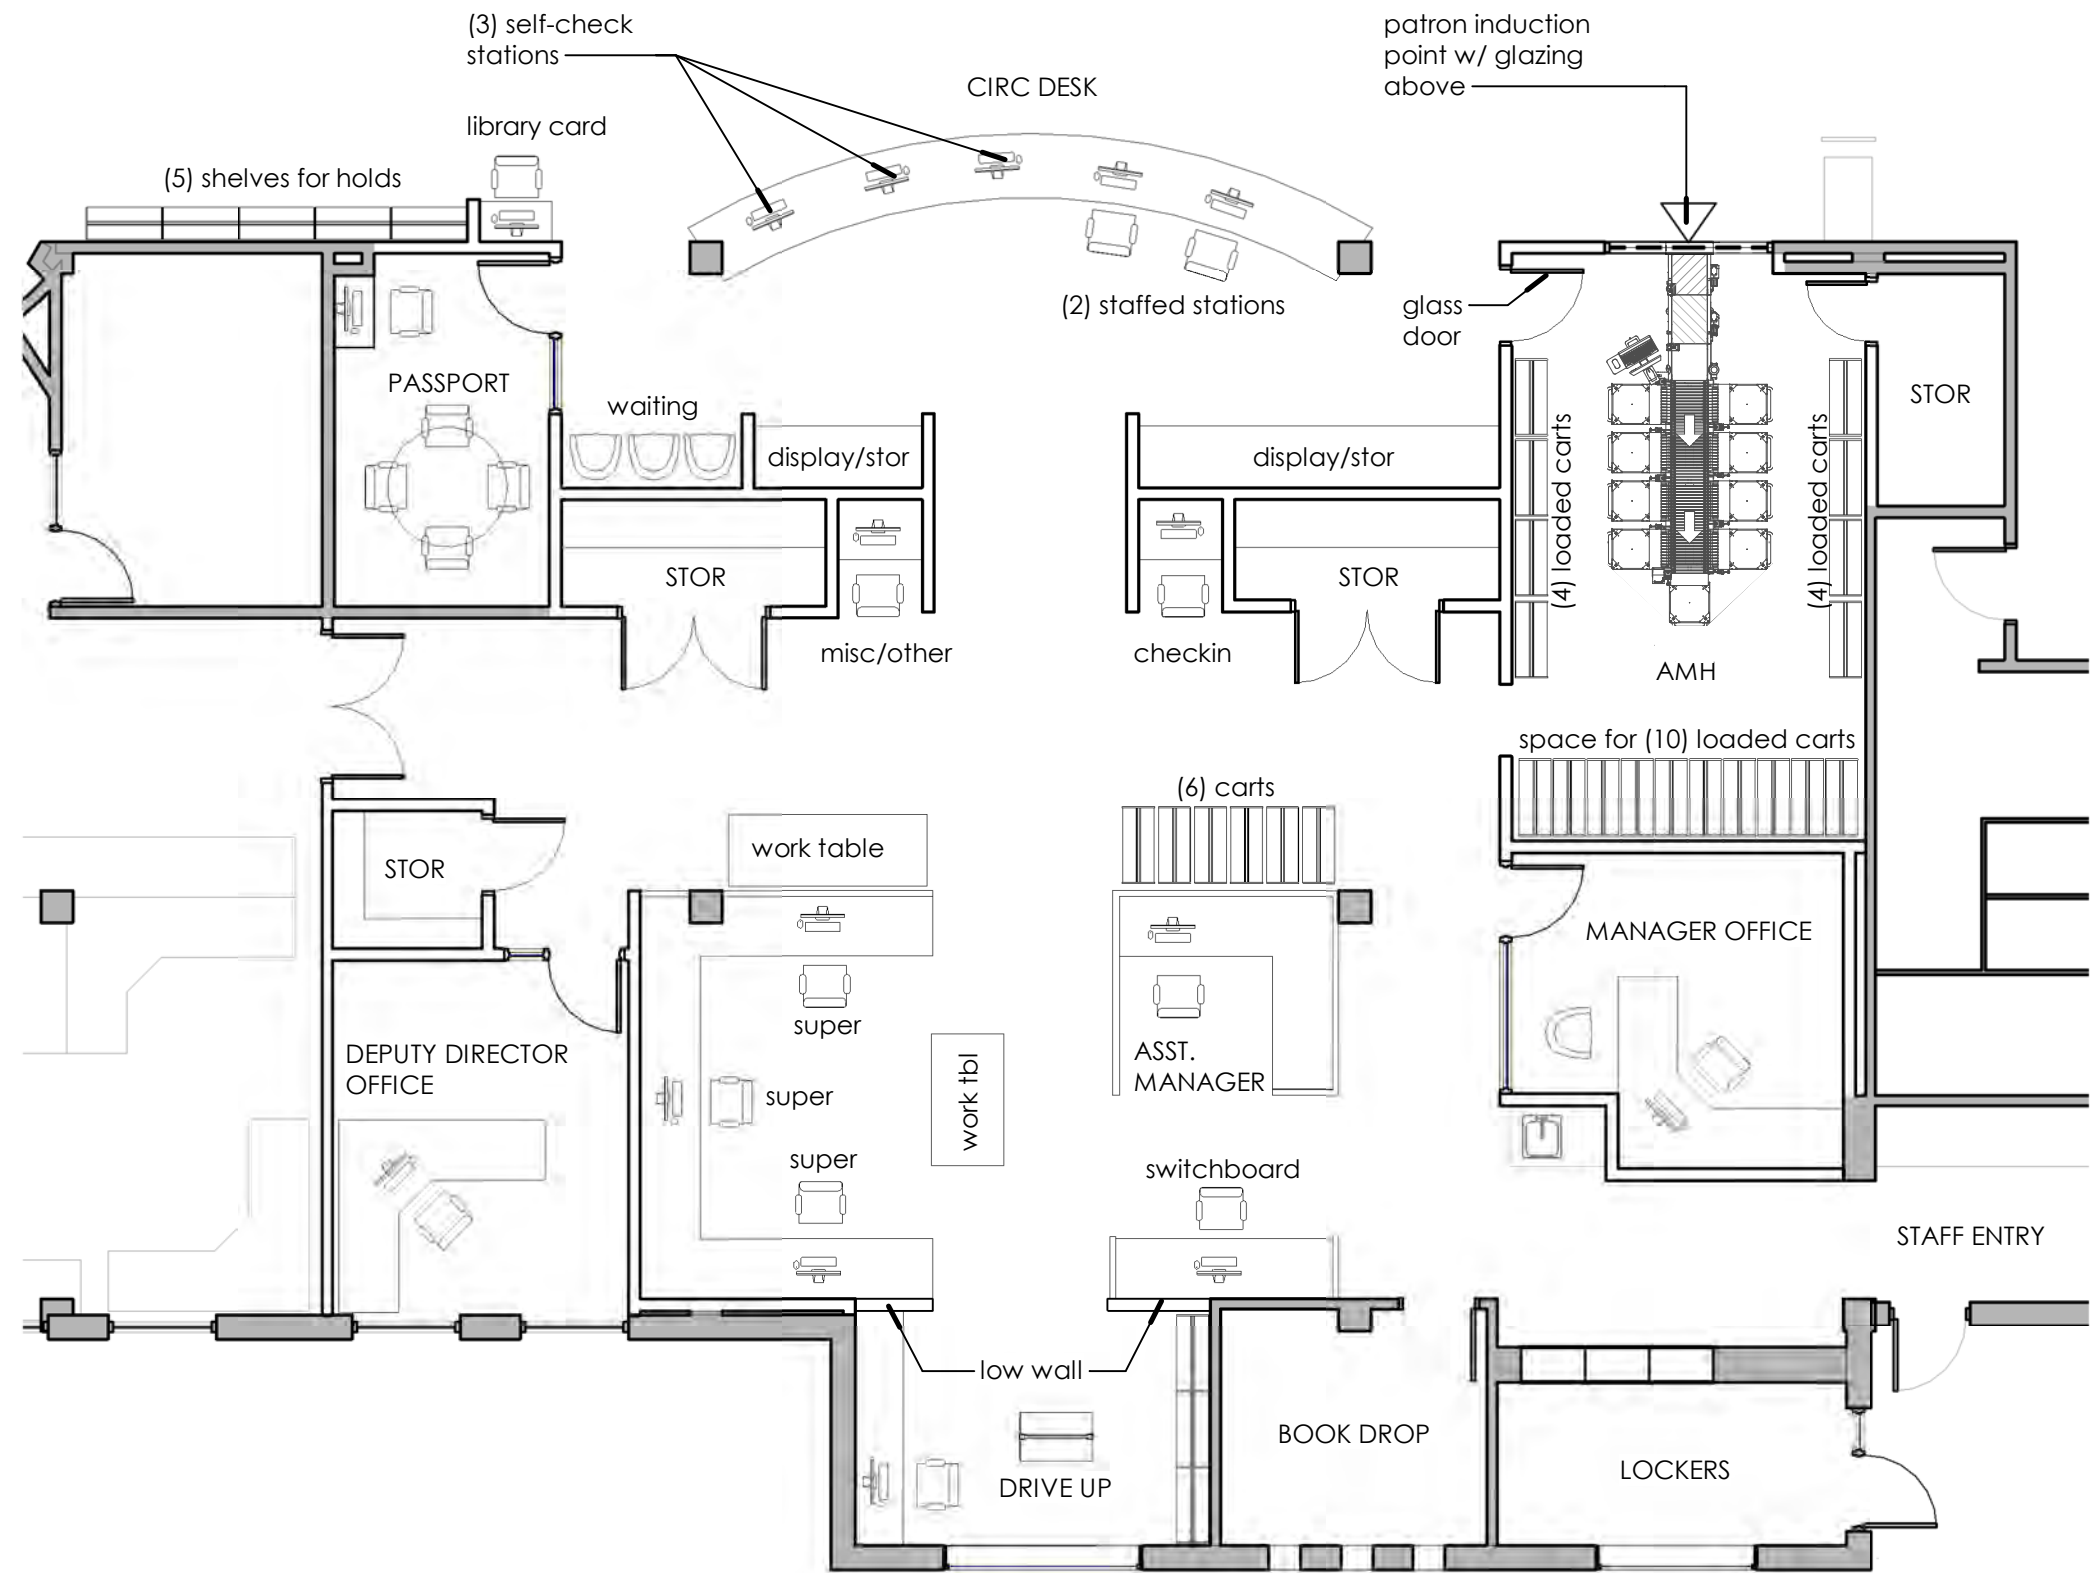 (3) self-check
stations
patron induction
point w/ glazing
above
CIRC DESK
library card
(5) shelves for holds
(2) staffed stations
glass
door
PASSPORT
waiting
display/stor
display/stor
STOR
(4) loaded carts
(4) loaded carts
STOR
STOR
misc/other
checkin
AMH
space for (10) loaded carts
(6) carts
work table
STOR
MANAGER OFFICE
super
DEPUTY DIRECTOR
OFFICE
ASST.
MANAGER
work tbl
super
super
switchboard
STAFF ENTRY
low wall
BOOK DROP
LOCKERS
DRIVE UP